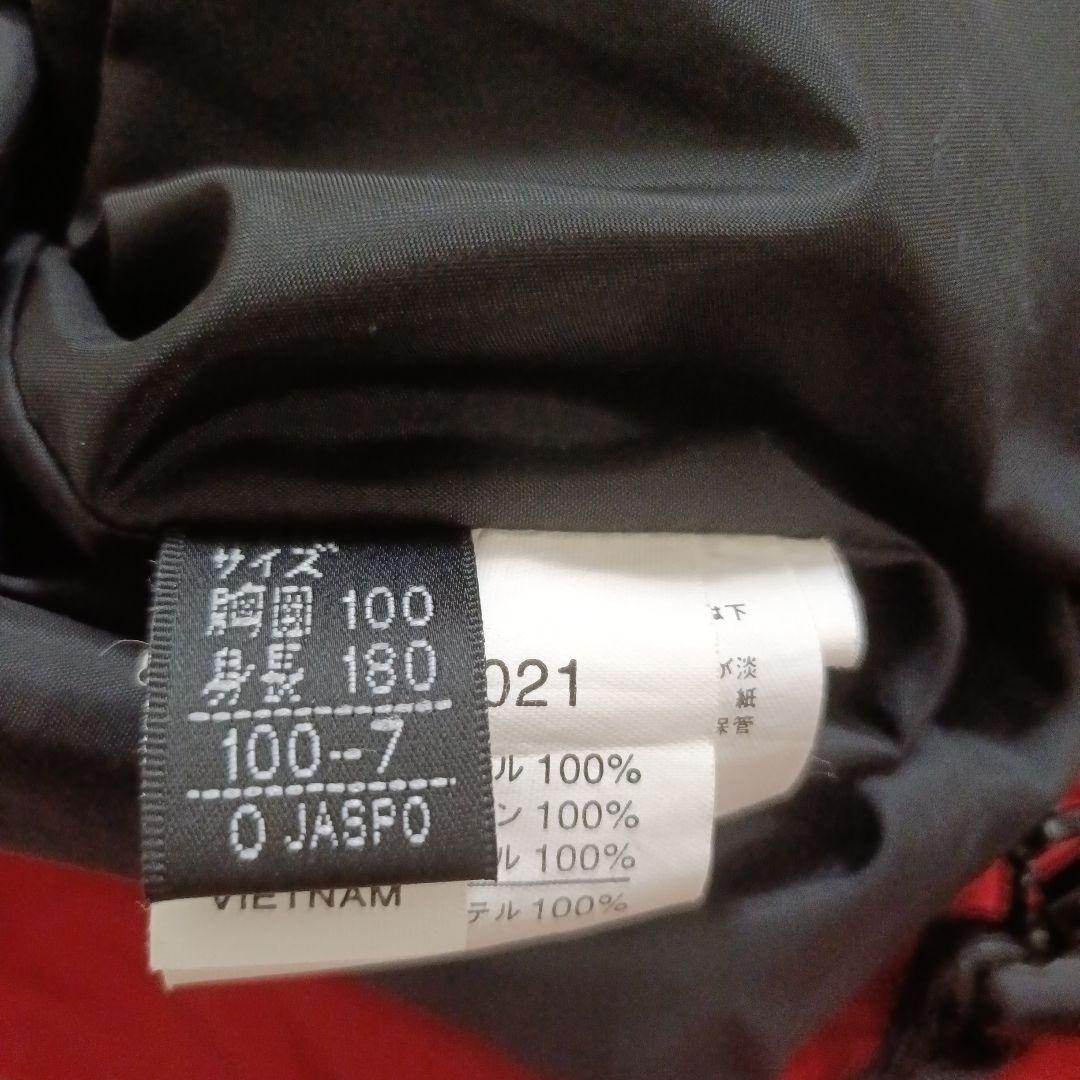 サイズ
胸囲 100
身長 180
100--7
O JASPO
021
ル 100%
ン 100%
ル 100%
テル 100%
VIETNAM
は下
淡
紙
保管